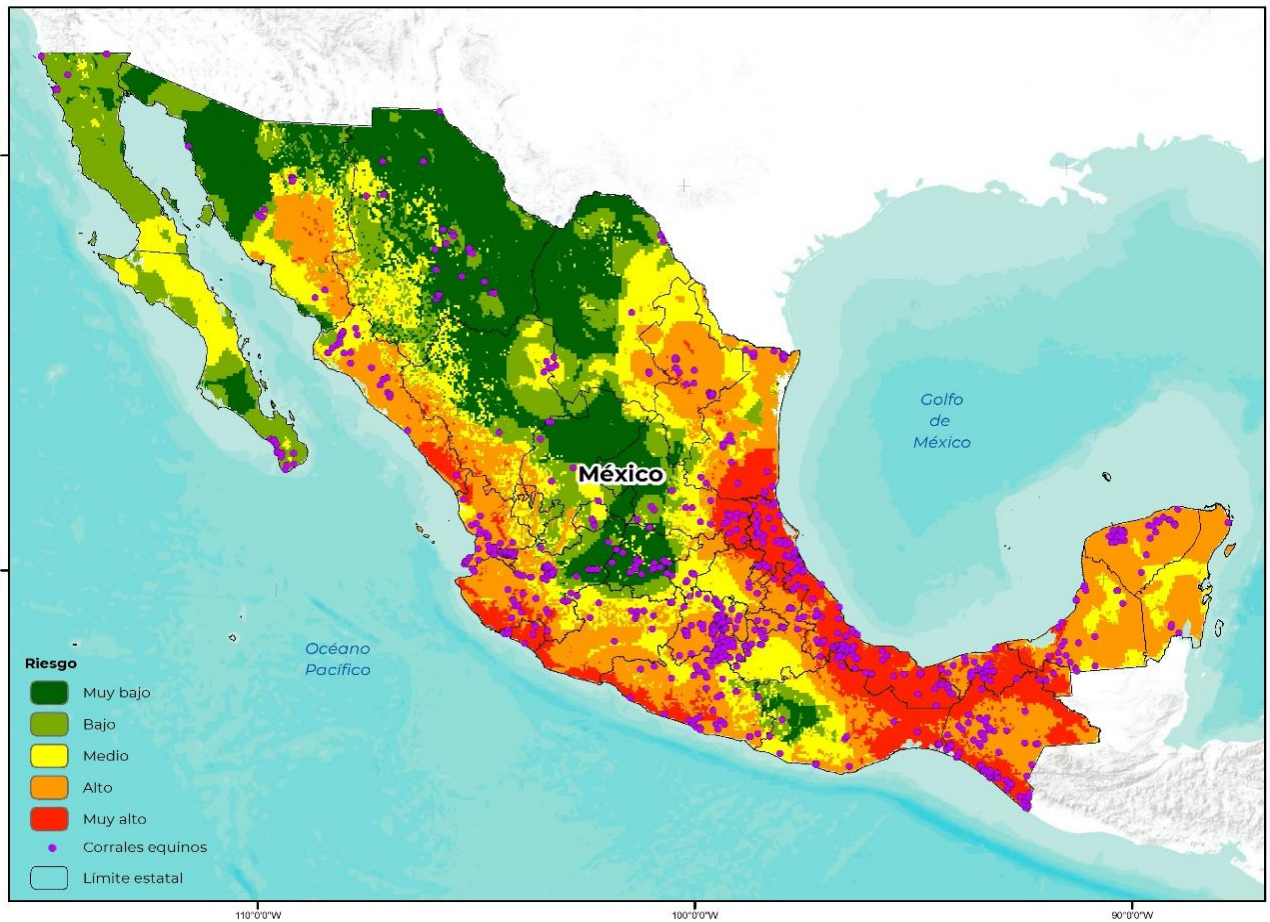 México
Golfo
de
México
Océano
Pacífico
Riesgo
Muy bajo
Bajo
Medio
Alto
Muy alto
Corrales equinos
Límite estatal
110°0'0"W
100°0'0"W
90°0'0"W